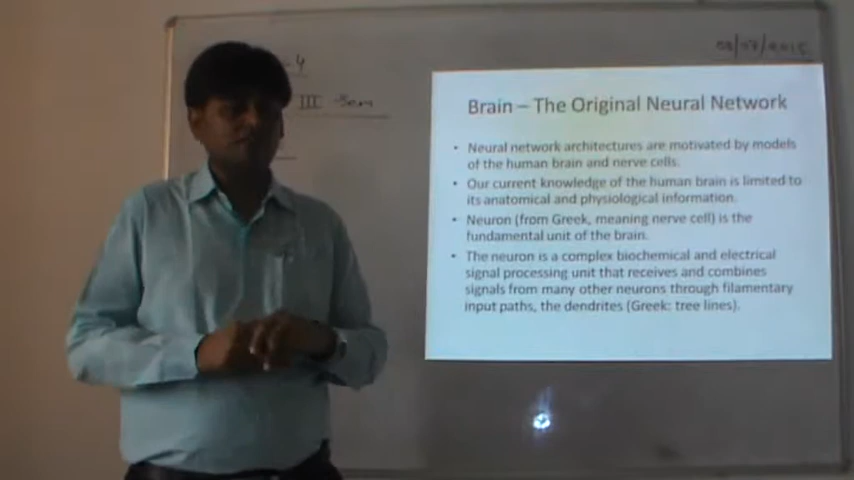 4
III Sem
Brain – The Original Neural Network
• Neural network architectures are motivated by models
of the human brain and nerve cells.
• Our current knowledge of the human brain is limited to
its anatomical and physiological information.
• Neuron (from Greek, meaning nerve cell) is the
fundamental unit of the brain.
• The neuron is a complex biochemical and electrical
signal processing unit that receives and combines
signals from many other neurons through filamentary
input paths, the dendrites (Greek: tree lines).